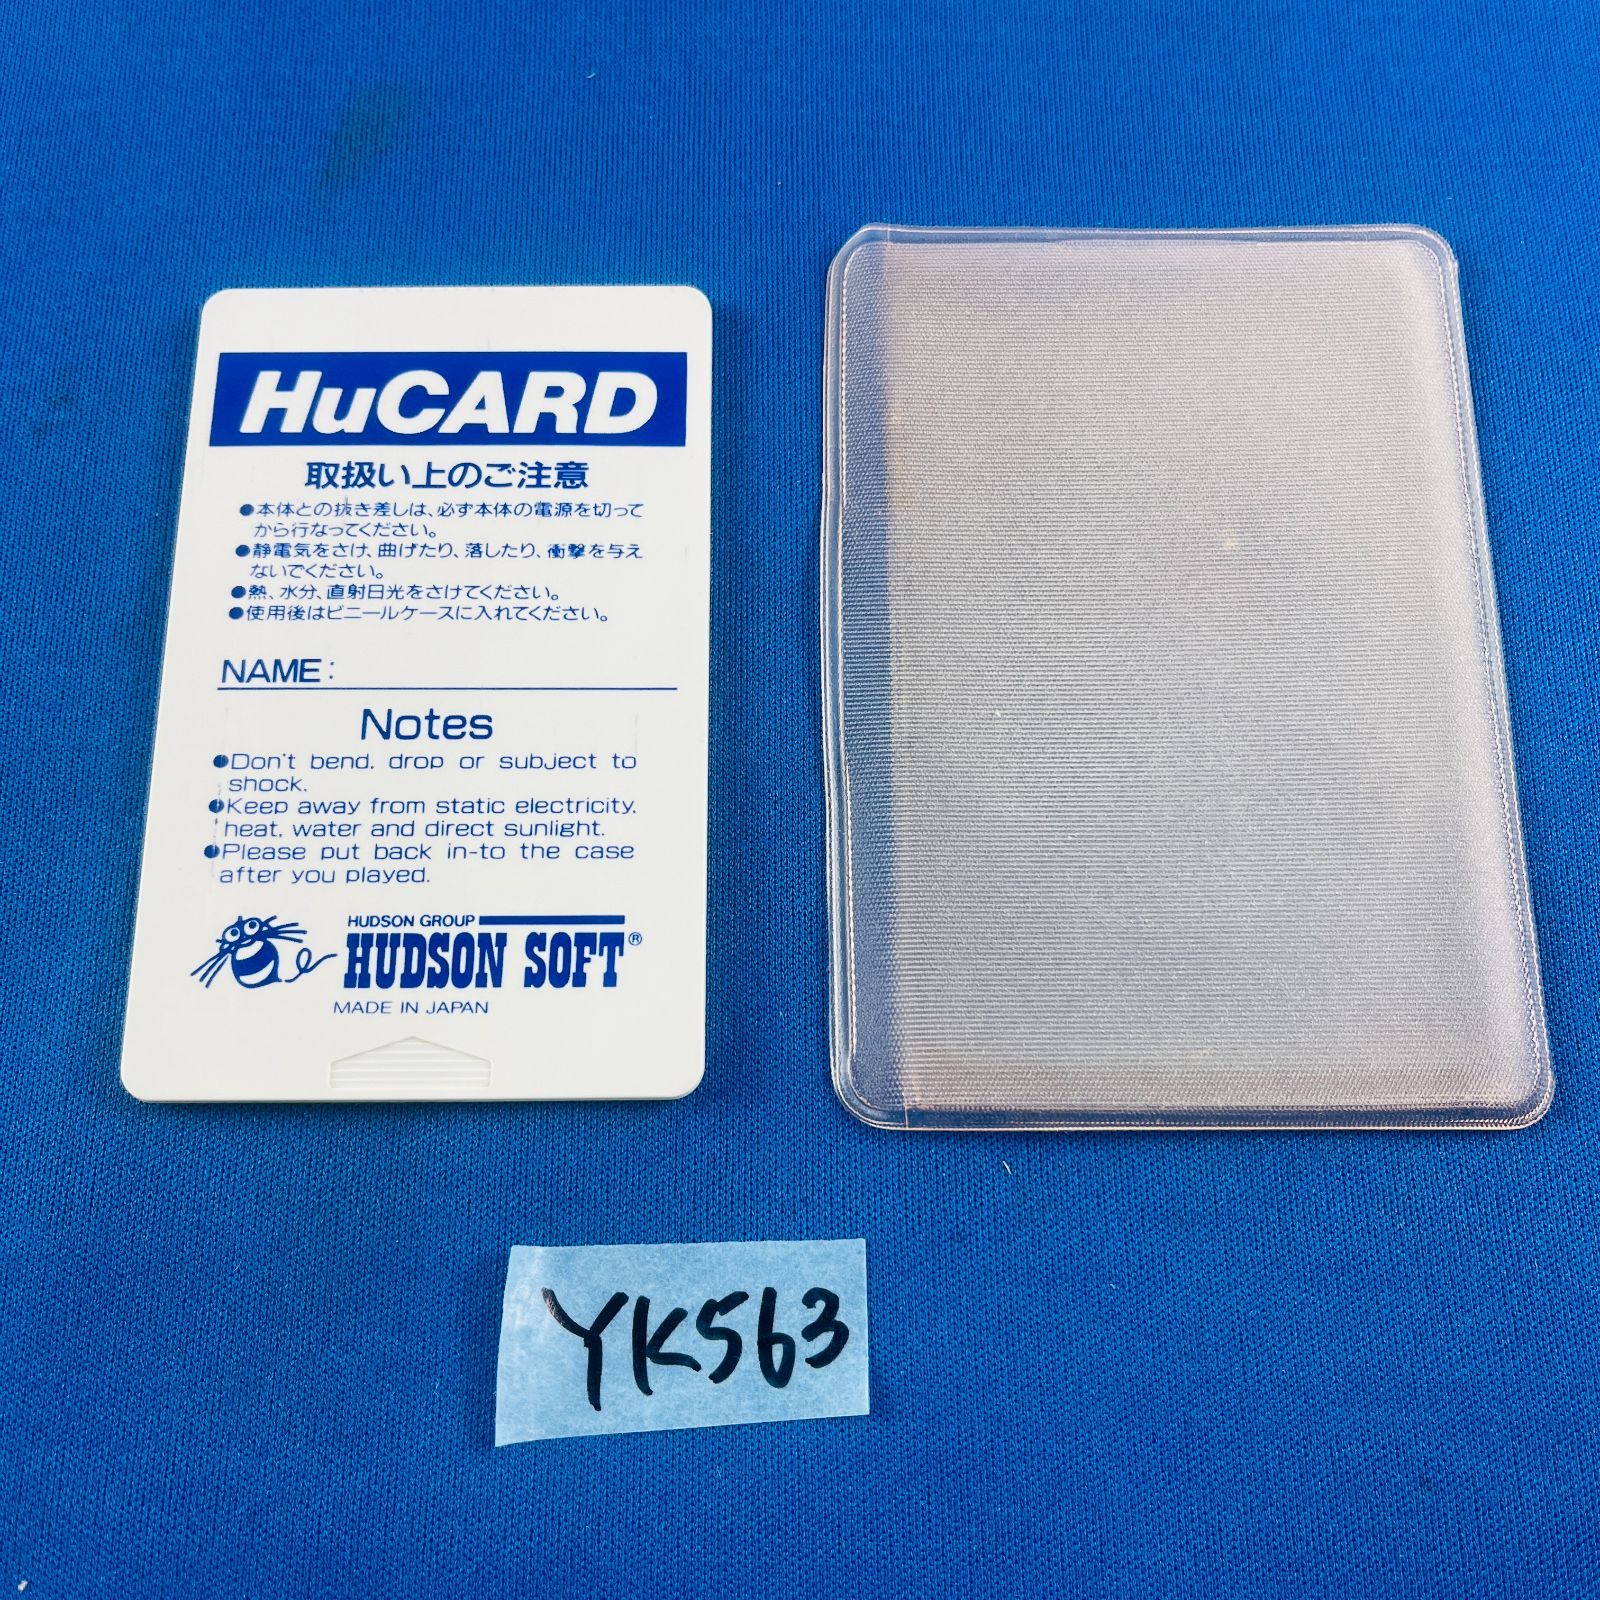 HuCARD
取扱い上のご注意
●本体との抜き差しは、必ず本体の電源を切って
から行なってください。
●静電気をさけ、曲げたり、落したり、衝撃を与え
ないでください。
●熱、水分、直射日光をさけてください。
●使用後はビニールケースに入れてください。
NAME:
Notes
●Don't bend, drop or subject to
shock.
●Keep away from static electricity,
heat, water and direct sunlight.
●Please put back in-to the case
after you played.
HUDSON GROUP
HUDSON SOFT®
MADE IN JAPAN
YK563